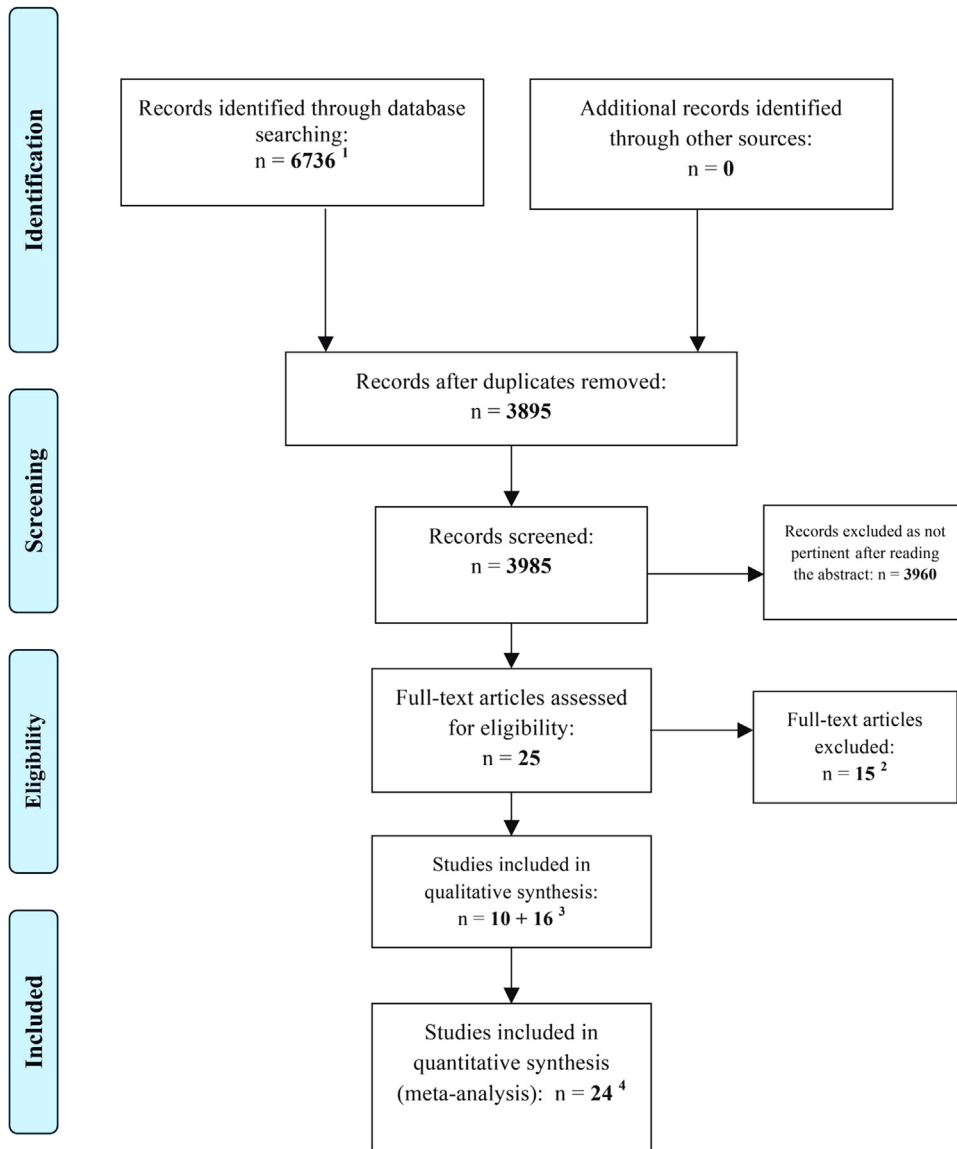 Identification
Records identified through database
searching:
n = 6736 1
Additional records identified
through other sources:
n = 0
Screening
Records after duplicates removed:
n = 3895
Records screened:
n = 3985
Records excluded as not
pertinent after reading
the abstract: n = 3960
Eligibility
Full-text articles assessed
for eligibility:
n = 25
Full-text articles
excluded:
n = 15 2
Studies included in
qualitative synthesis:
n = 10 + 16 3
Included
Studies included in
quantitative synthesis
(meta-analysis): n = 24 4